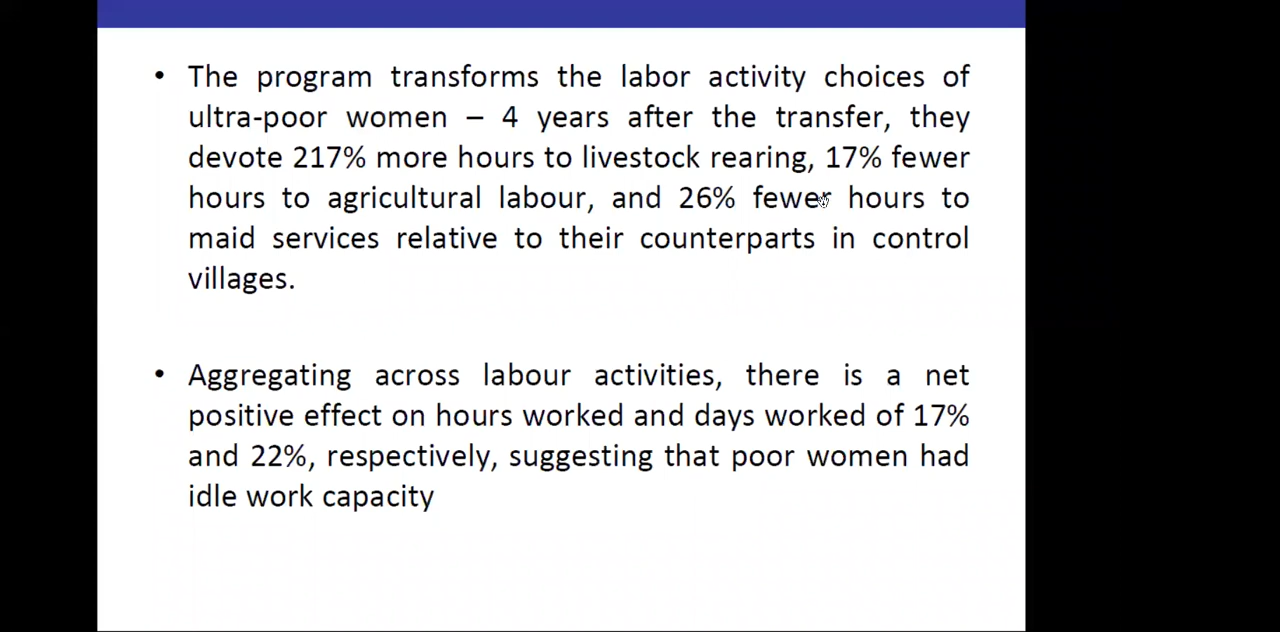 • The program transforms the labor activity choices of
ultra-poor women – 4 years after the transfer, they
devote 217% more hours to livestock rearing, 17% fewer
hours to agricultural labour, and 26% fewer hours to
maid services relative to their counterparts in control
villages.
• Aggregating across labour activities, there is a net
positive effect on hours worked and days worked of 17%
and 22%, respectively, suggesting that poor women had
idle work capacity